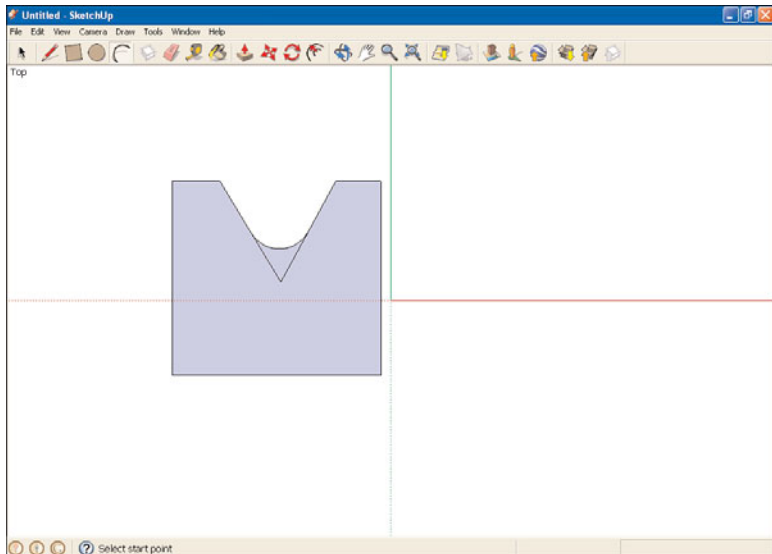 Untitled - SketchUp
File Edit View Camera Draw Tools Window Help
Top
Select start point